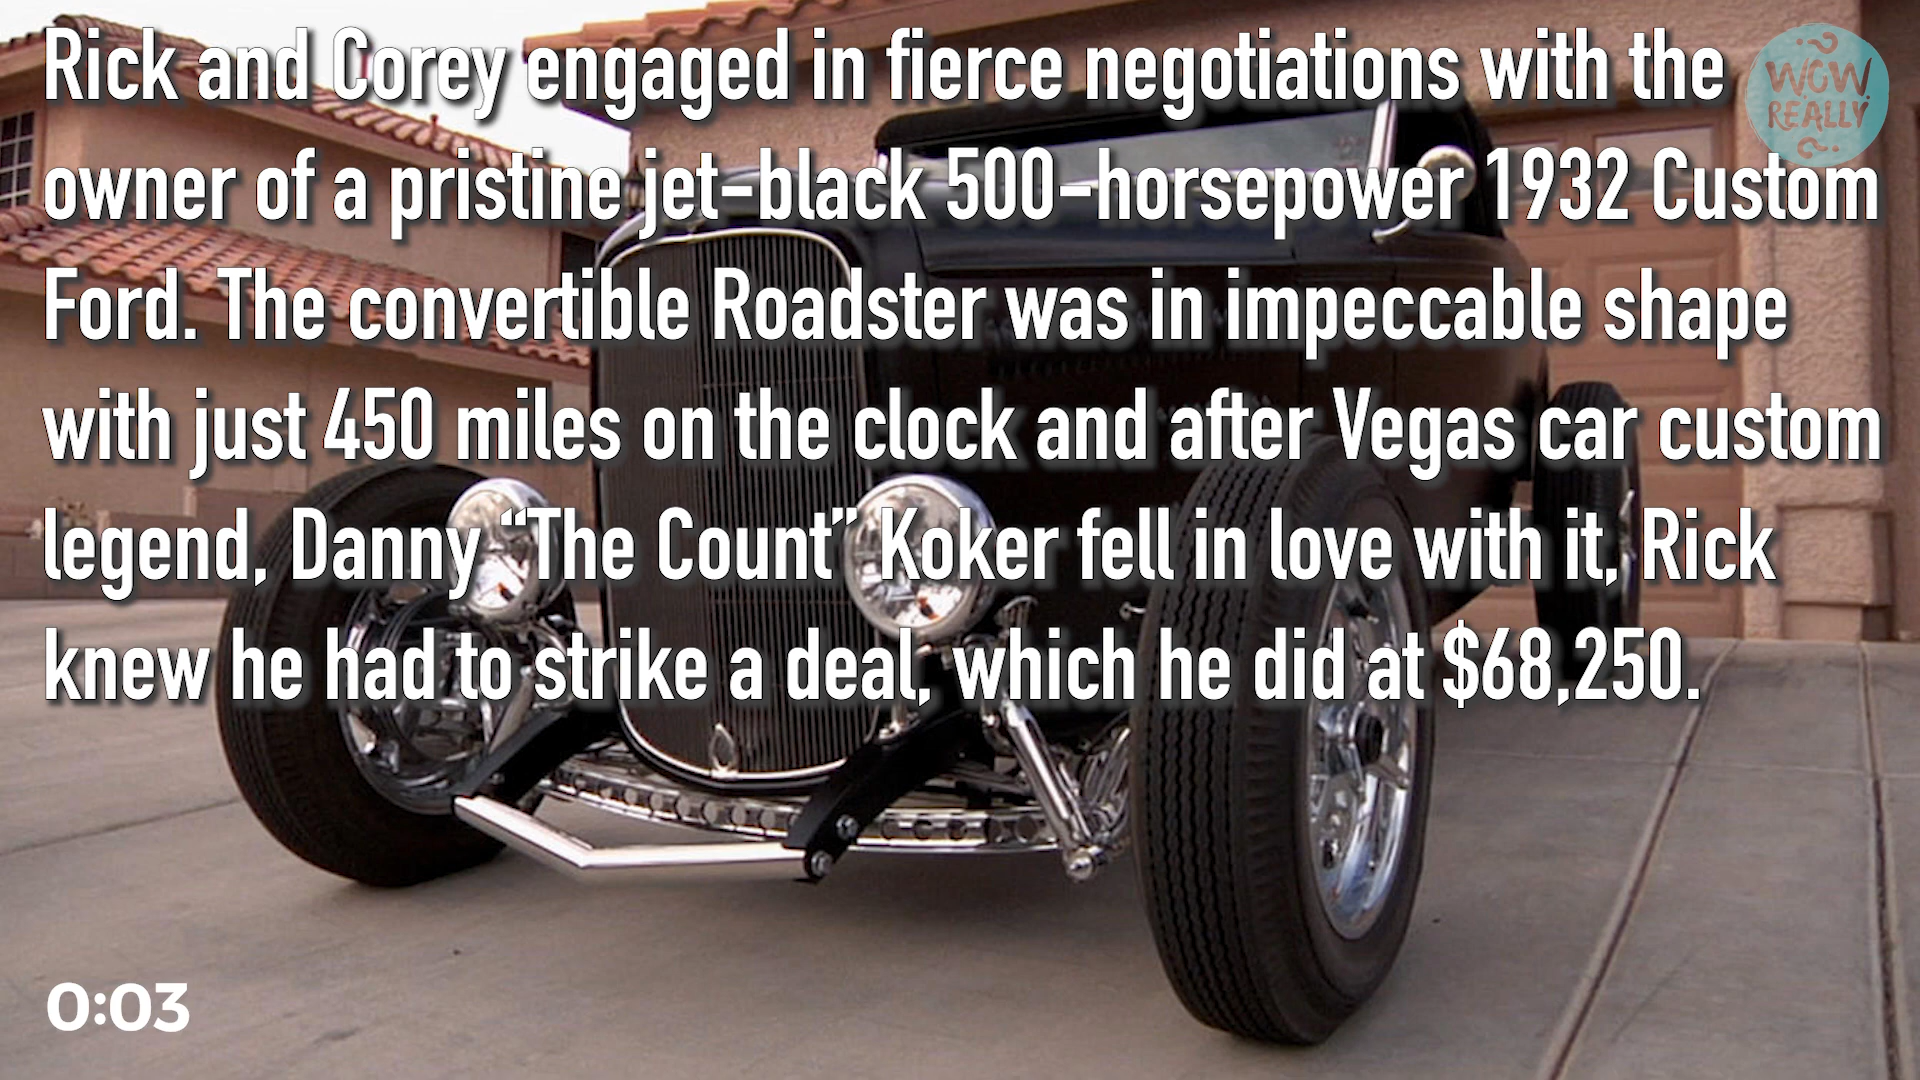 Rick and Corey engaged in fierce negotiations with the
owner of a pristine jet-black 500-horsepower 1932 Custom
Ford. The convertible Roadster was in impeccable shape
with just 450 miles on the clock and after Vegas car custom
legend, Danny “The Count” Koker fell in love with it, Rick
knew he had to strike a deal, which he did at $68,250.
WOW
REALLY
0:03